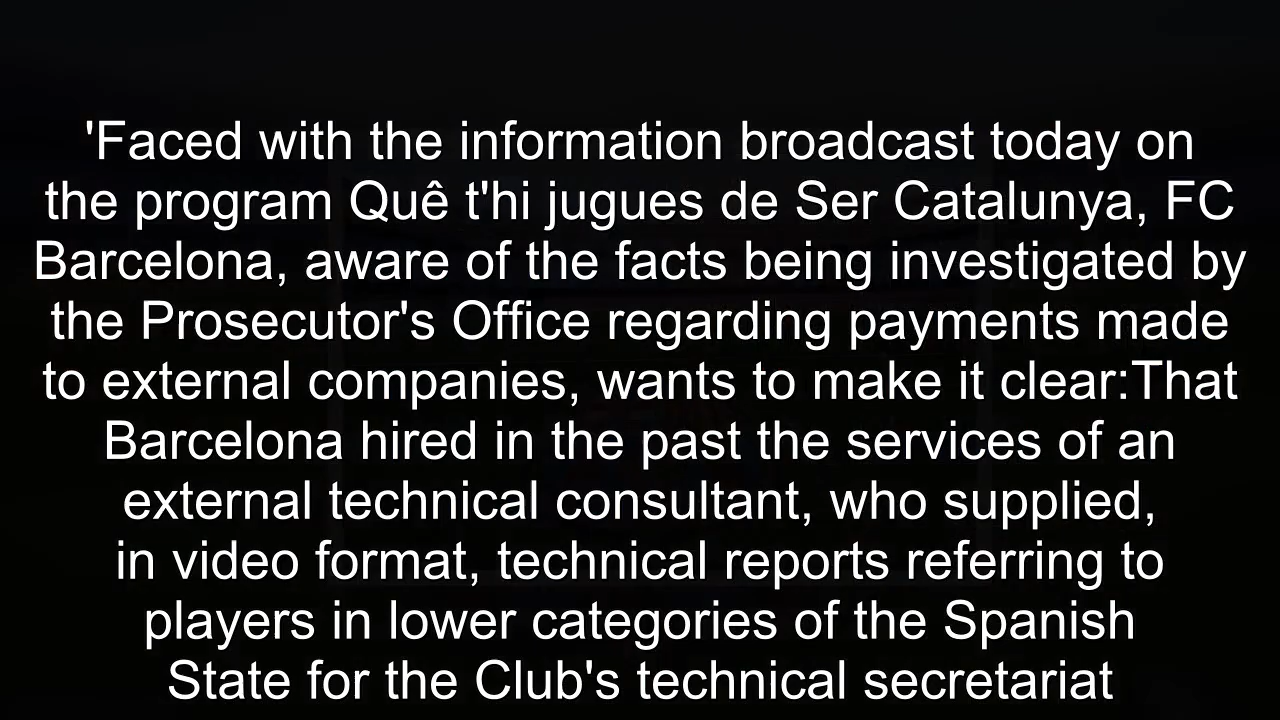 'Faced with the information broadcast today on
the program Quê t'hi jugues de Ser Catalunya, FC
Barcelona, aware of the facts being investigated by
the Prosecutor's Office regarding payments made
to external companies, wants to make it clear:That
Barcelona hired in the past the services of an
external technical consultant, who supplied,
in video format, technical reports referring to
players in lower categories of the Spanish
State for the Club's technical secretariat